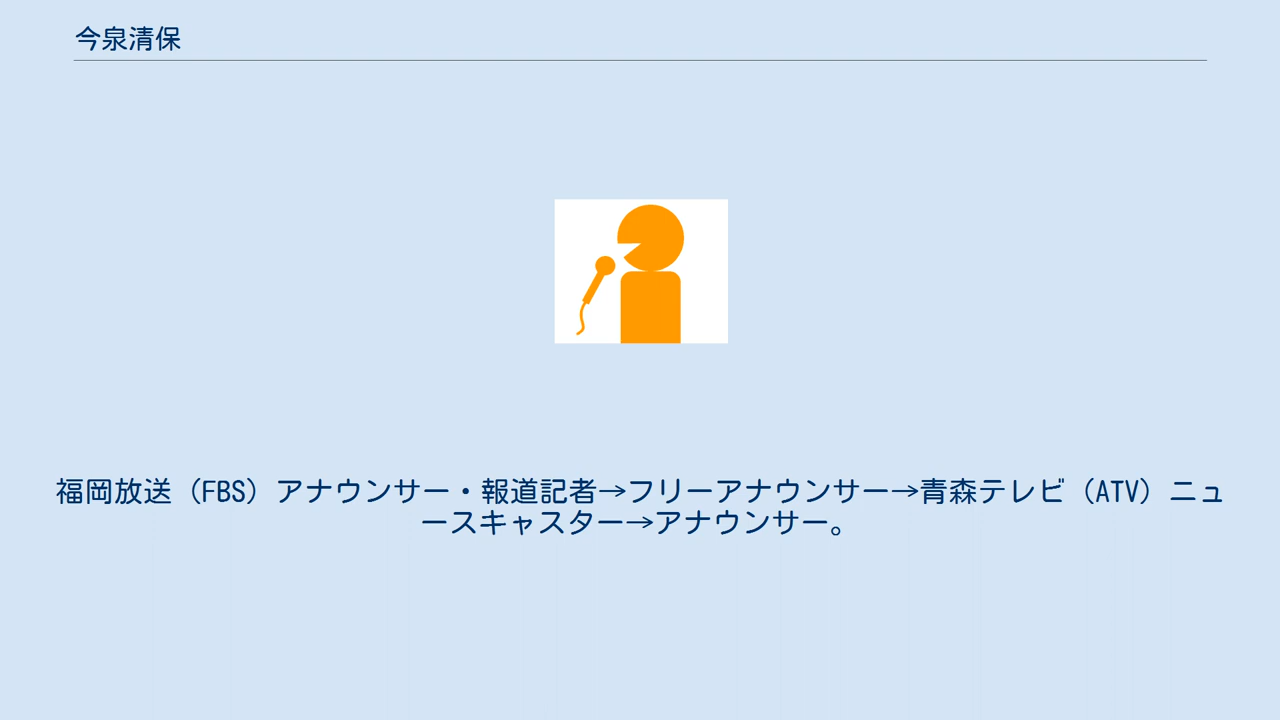 今泉清保
福岡放送（FBS）アナウンサー・報道記者→フリーアナウンサー→青森テレビ（ATV）ニュ
ースキャスター→アナウンサー。